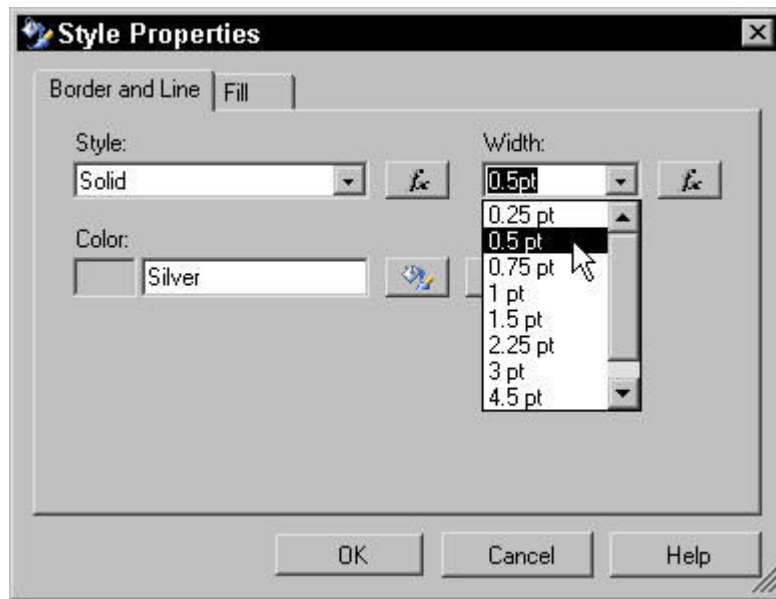 Style Properties
Border and Line Fill
Style: Width:
Solid fx 0.5pt fx
0.25 pt
Color: 0.5 pt
Silver 0.75 pt
1 pt
1.5 pt
2.25 pt
3 pt
4.5 pt
OK Cancel Help